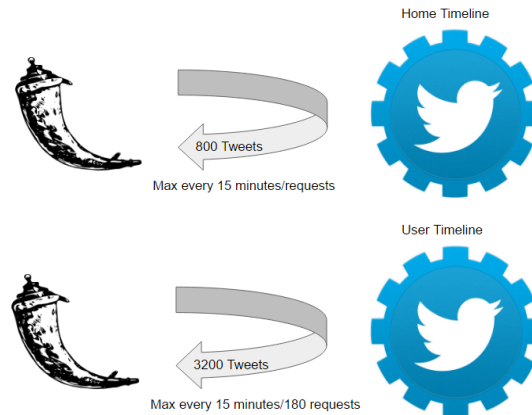 Home Timeline
800 Tweets
Max every 15 minutes/requests
User Timeline
3200 Tweets
Max every 15 minutes/180 requests